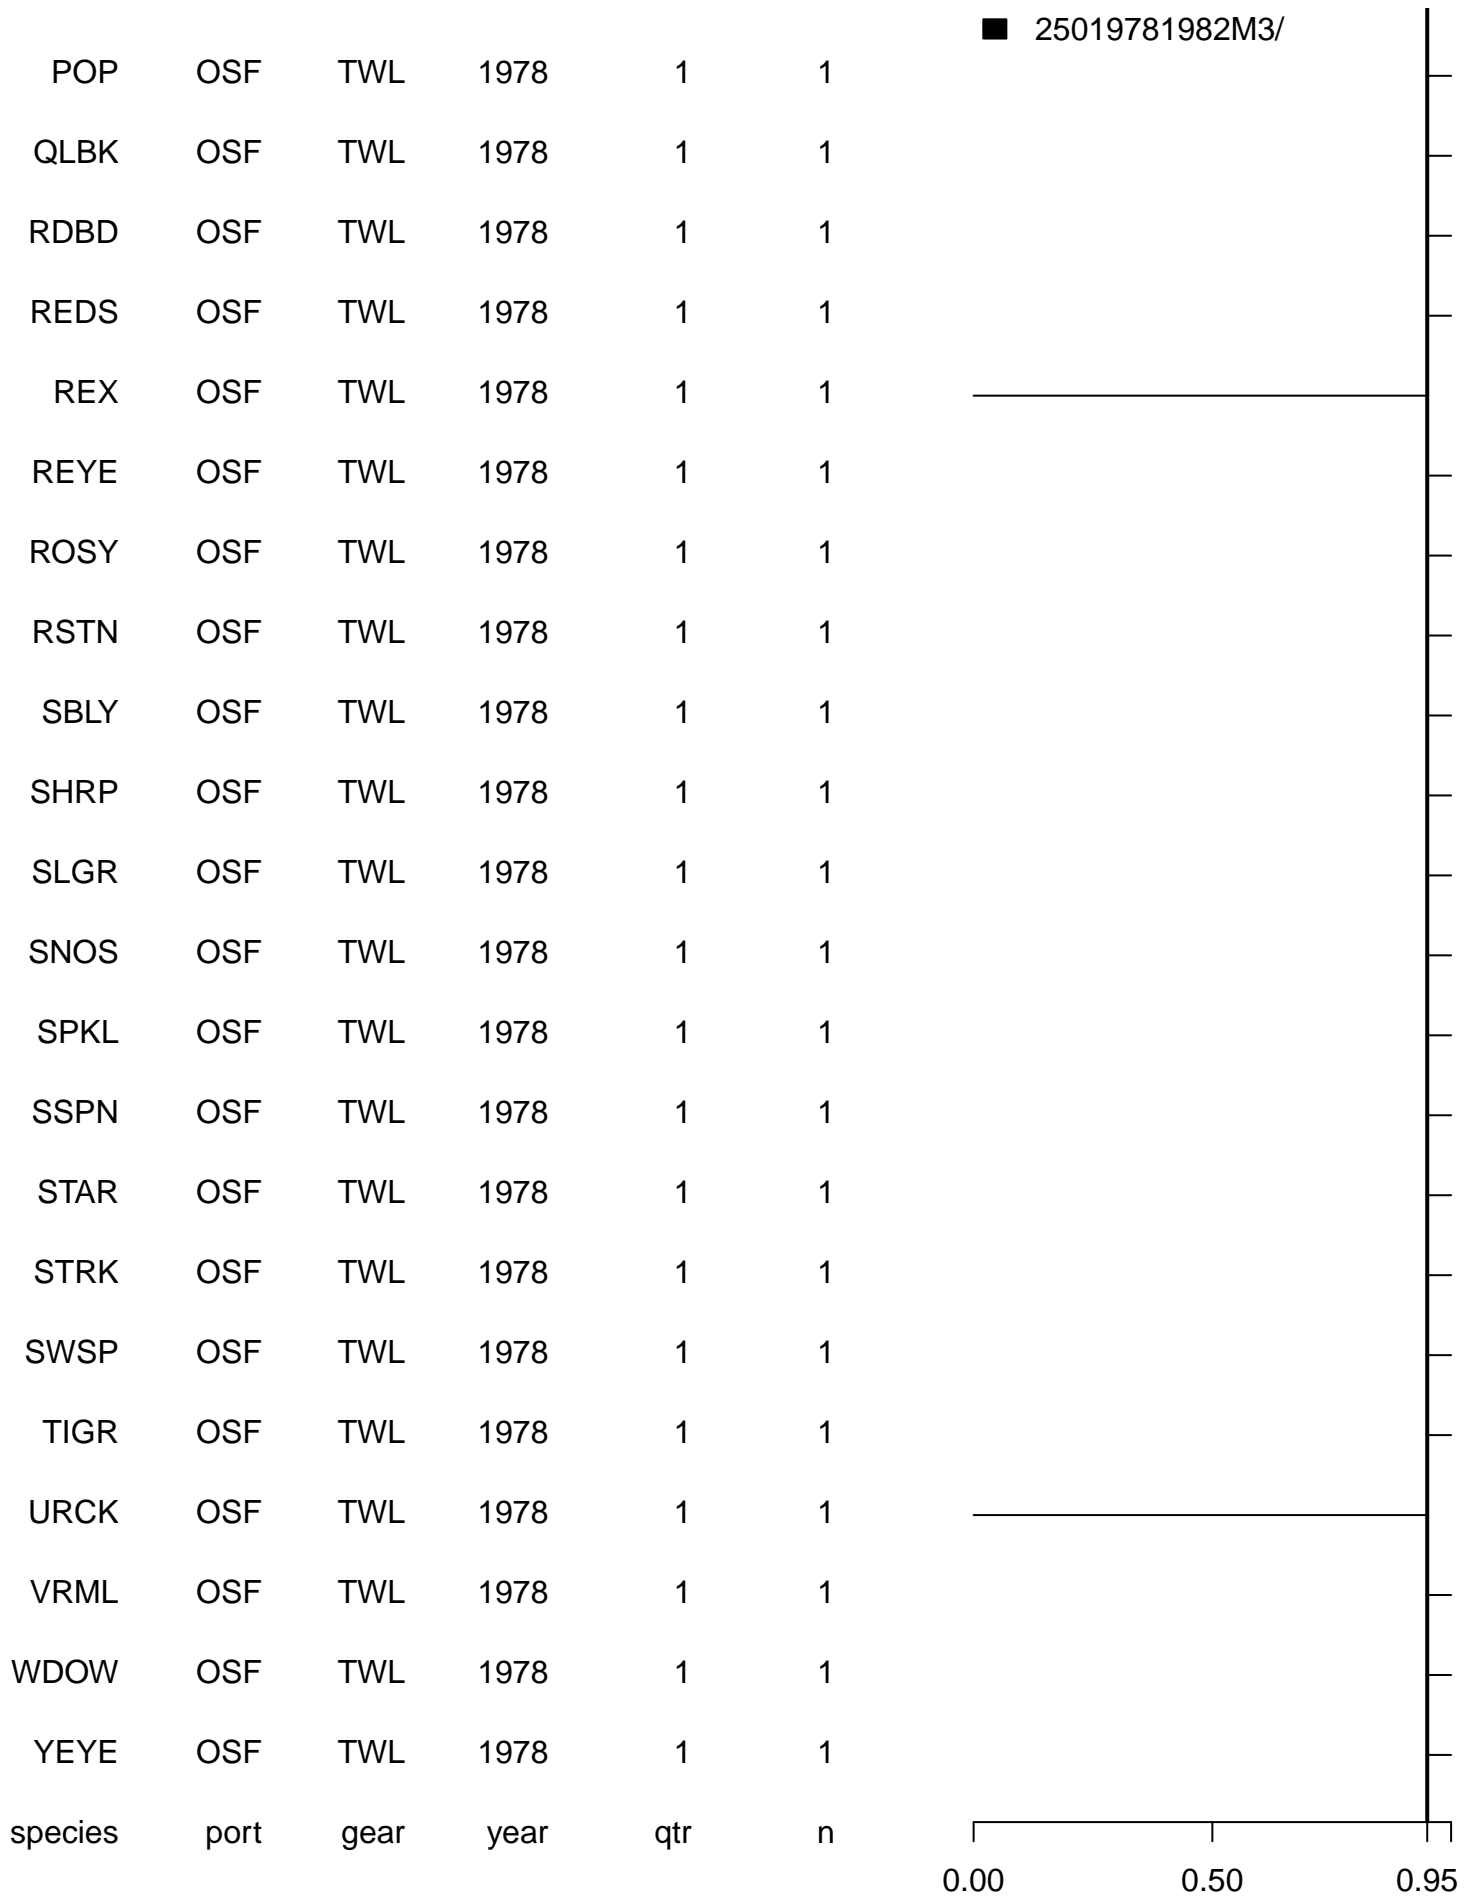 25019781982M3/
POP OSF TWL 1978 1 1
QLBK OSF TWL 1978 1 1
RDBD OSF TWL 1978 1 1
REDS OSF TWL 1978 1 1
REX OSF TWL 1978 1 1
REYE OSF TWL 1978 1 1
ROSY OSF TWL 1978 1 1
RSTN OSF TWL 1978 1 1
SBLY OSF TWL 1978 1 1
SHRP OSF TWL 1978 1 1
SLGR OSF TWL 1978 1 1
SNOS OSF TWL 1978 1 1
SPKL OSF TWL 1978 1 1
SSPN OSF TWL 1978 1 1
STAR OSF TWL 1978 1 1
STRK OSF TWL 1978 1 1
SWSP OSF TWL 1978 1 1
TIGR OSF TWL 1978 1 1
URCK OSF TWL 1978 1 1
VRML OSF TWL 1978 1 1
WDOW OSF TWL 1978 1 1
YEYE OSF TWL 1978 1 1
species port gear year qtr n
0.00 0.50 0.95